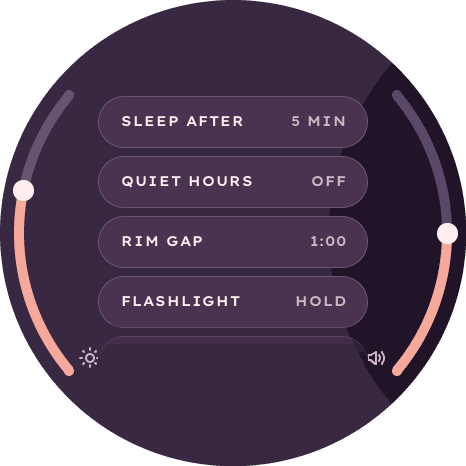 SLEEP AFTER 5 MIN
QUIET HOURS OFF
RIM GAP 1:00
FLASHLIGHT HOLD